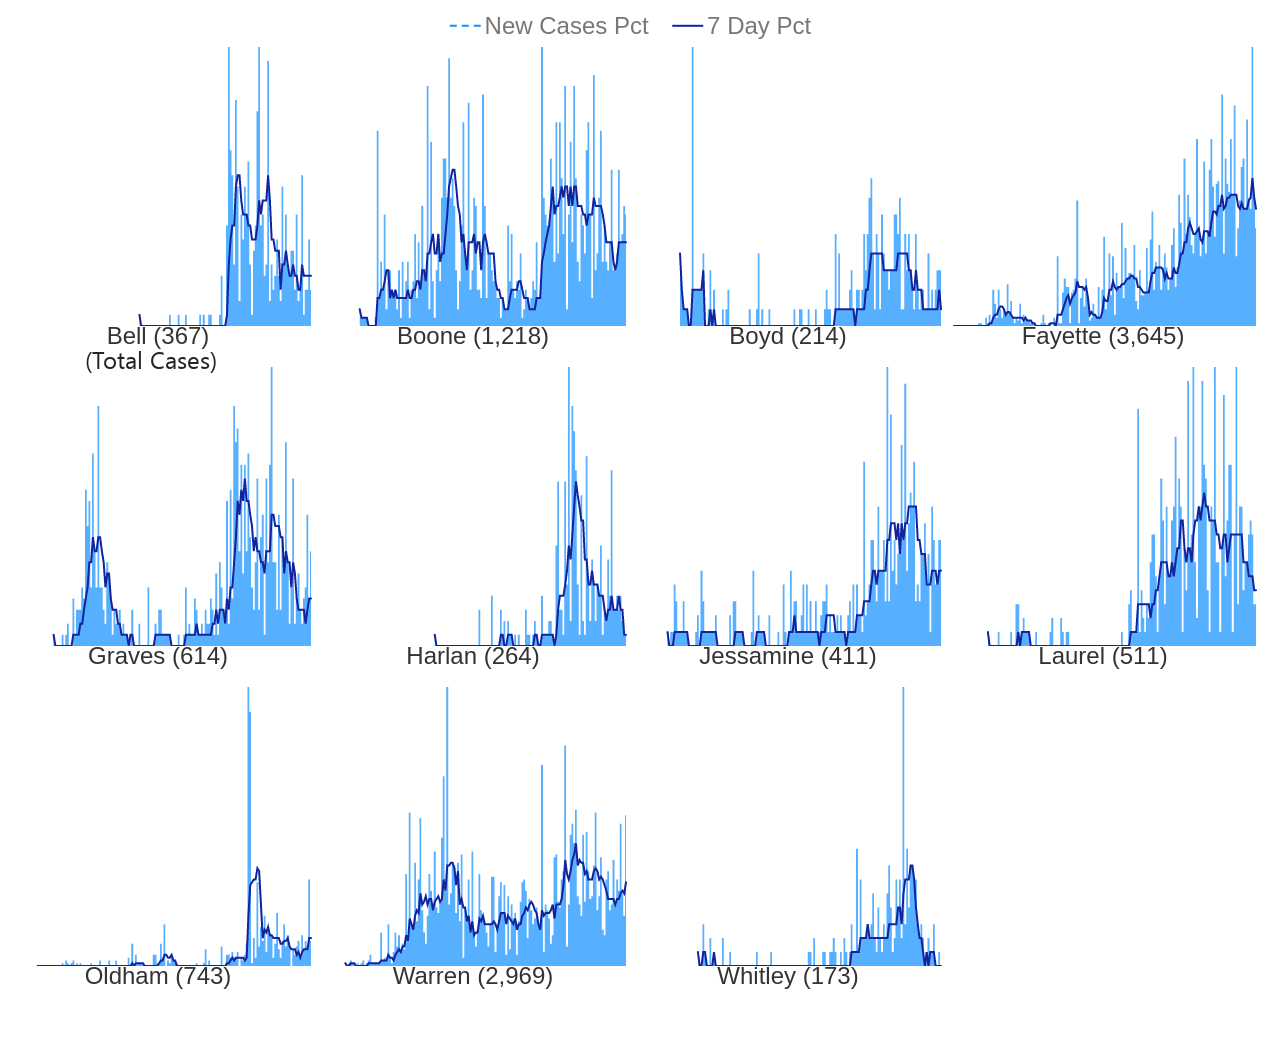 New Cases Pct 7 Day Pct
Bell (367) Boone (1,218) Boyd (214) Fayette (3,645)
(Total Cases)
Graves (614) Harlan (264) Jessamine (411) Laurel (511)
Oldham (743) Warren (2,969) Whitley (173)